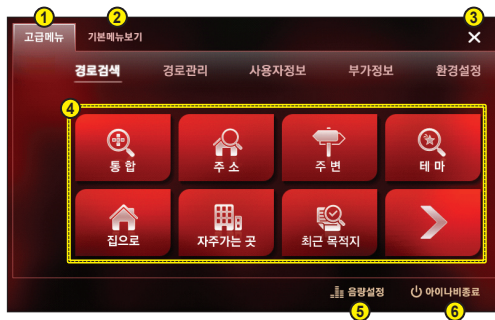 1 2 3
고급메뉴 기본메뉴보기
경로검색 경로관리 사용자정보 부가정보 환경설정
4
통합 주소 주변 테마
집으로 자주가는 곳 최근 목적지
음량설정 아이나비종료
5 6